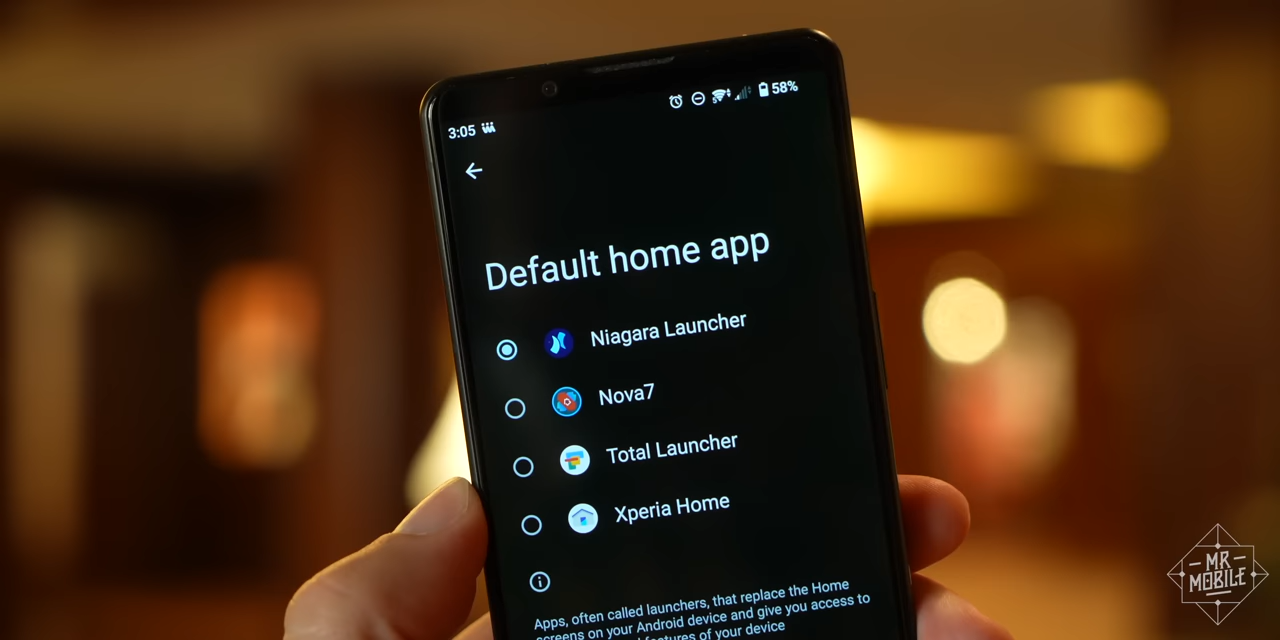 3:05
58%
Default home app
Niagara Launcher
Nova7
Total Launcher
Xperia Home
Apps, often called launchers, that replace the Home
screens on your Android device and give you access to
features of your device
MR
MOBILE